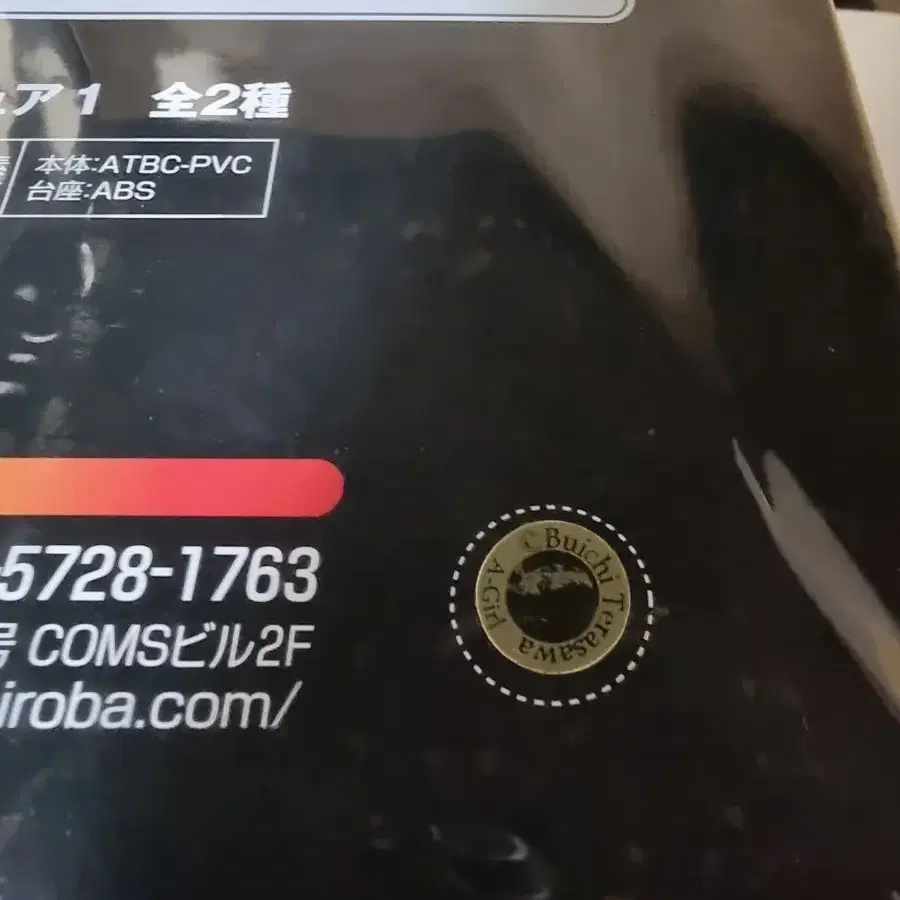 ュア1 全2種
本体:ATBC-PVC
台座:ABS
-5728-1763
号 COMSビル2F
iroba.com/
©Buichi Terasawa
A-Girl